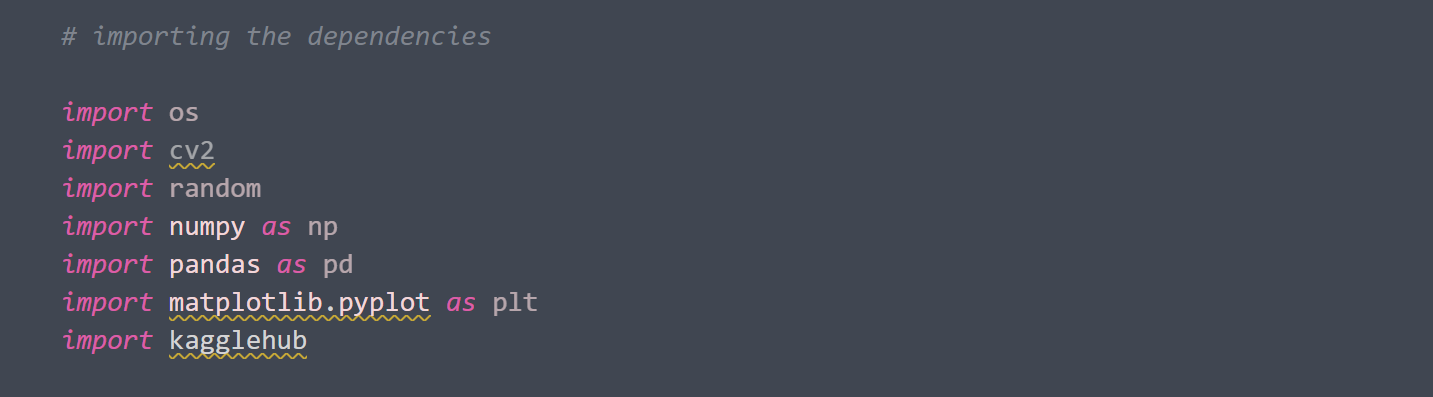 # importing the dependencies
import os
import cv2
import random
import numpy as np
import pandas as pd
import matplotlib.pyplot as plt
import kagglehub